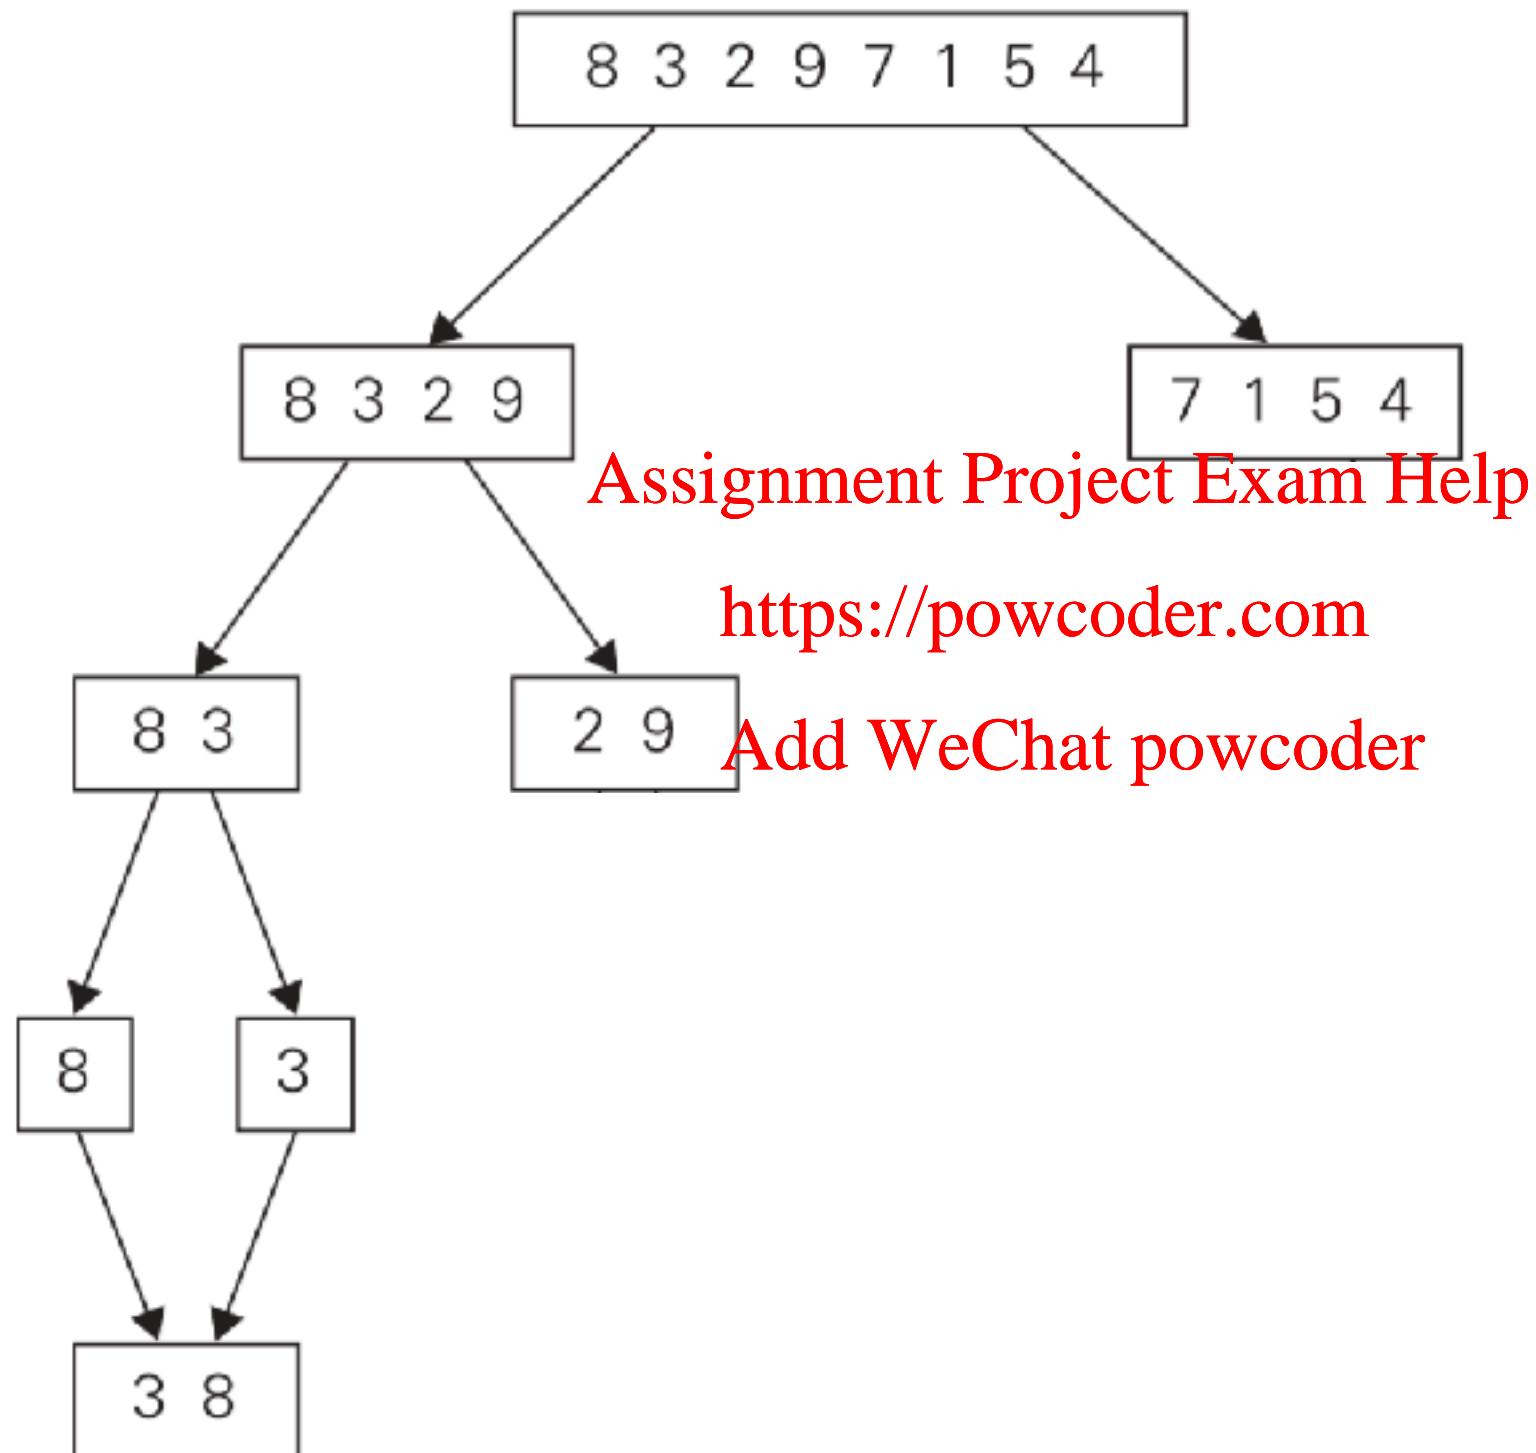 8 3 2 9 7 1 5 4
8 3 2 9
7 1 5 4
Assignment Project Exam Help
https://powcoder.com
8 3
2 9
Add WeChat powcoder
8
3
3 8